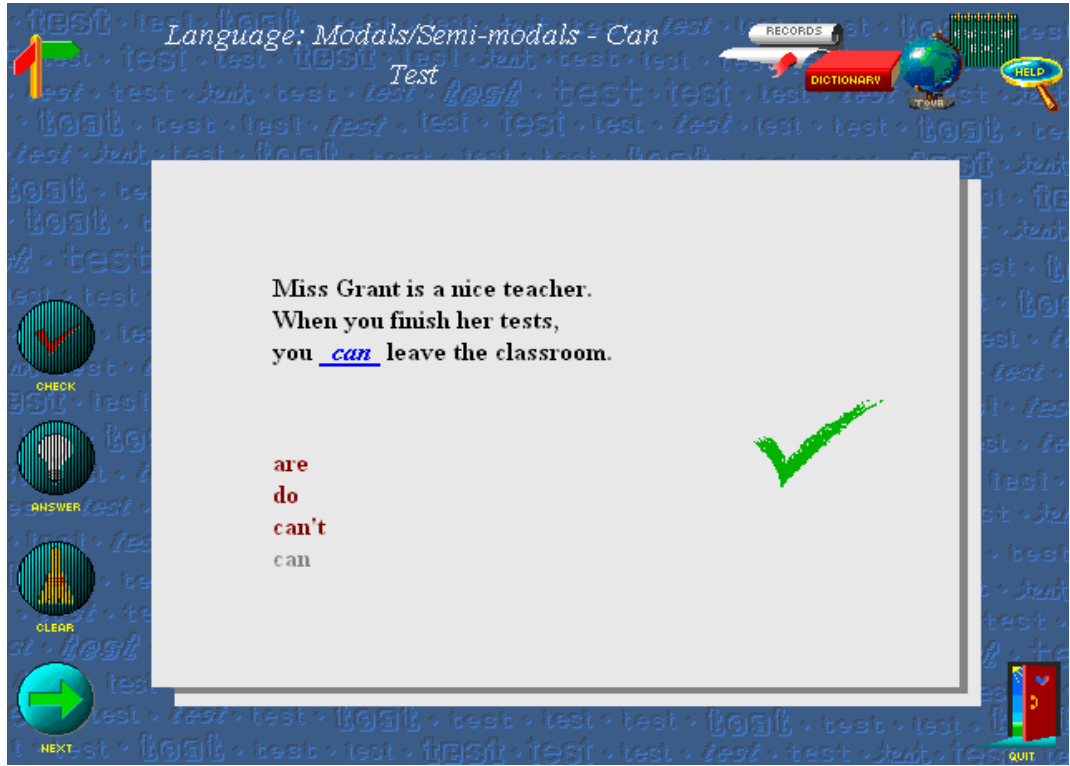 Language: Modals/Semi-modals - Can
Test
RECORDS
DICTIONARY
TOUR
HELP
Miss Grant is a nice teacher.
When you finish her tests,
you can leave the classroom.
are
do
can't
can
CHECK
ANSWER
CLEAR
NEXT
QUIT